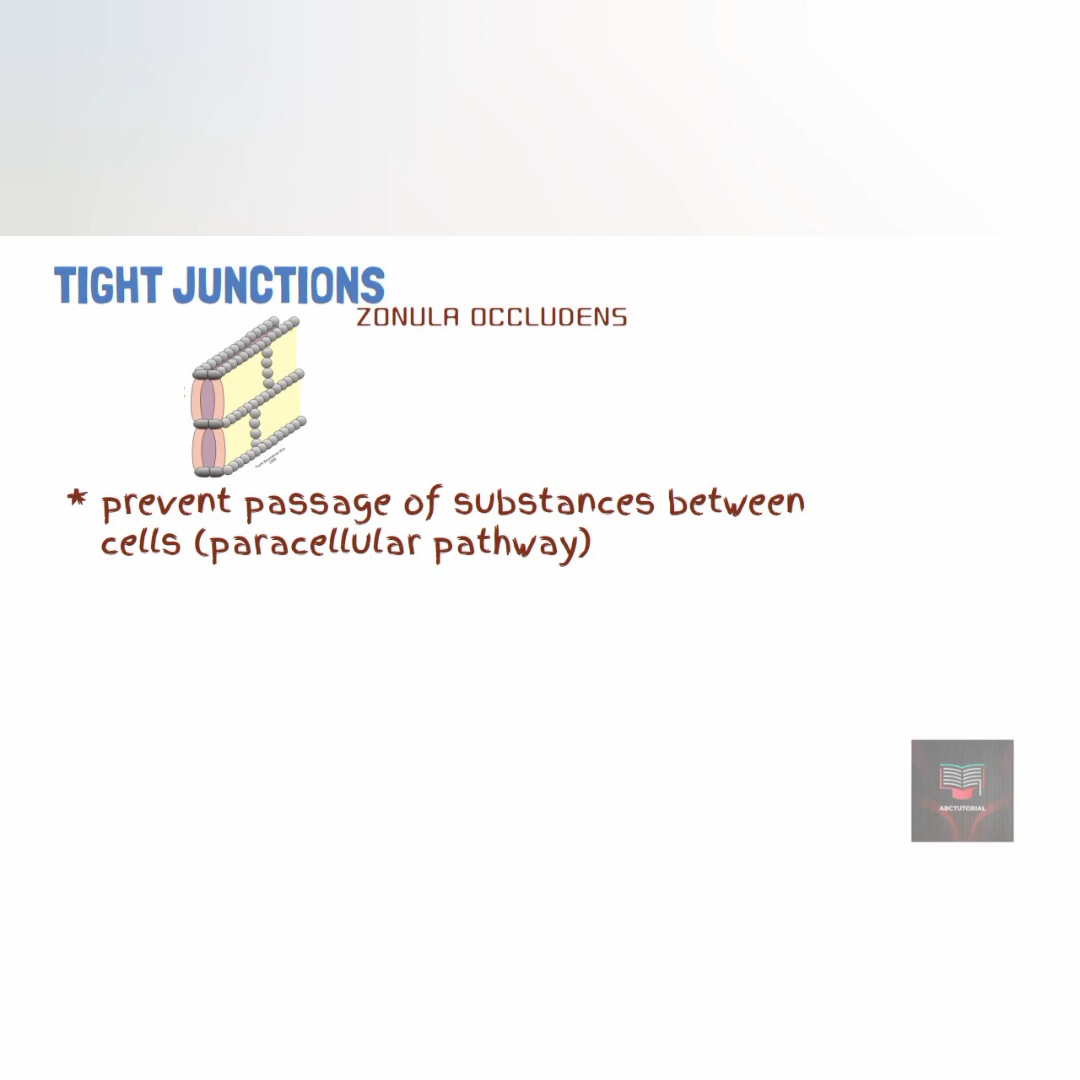 TIGHT JUNCTIONS
ZONULA OCCLUDENS
* prevent passage of substances between
cells (paracellular pathway)
ABCTUTORIAL